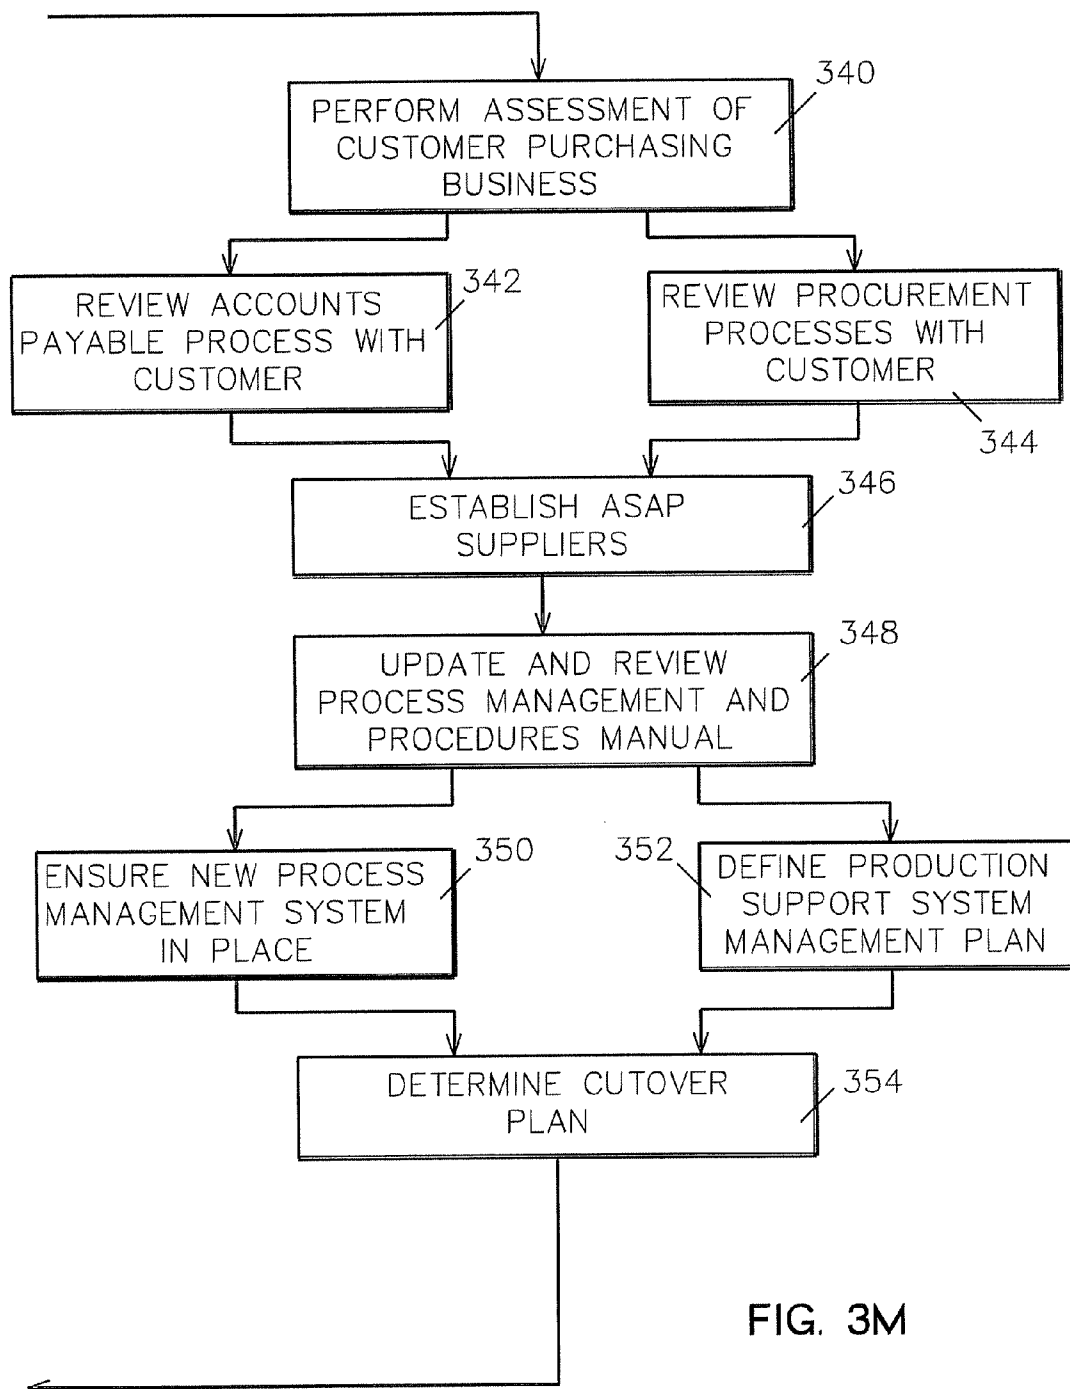 340
PERFORM ASSESSMENT OF
CUSTOMER PURCHASING
BUSINESS
REVIEW ACCOUNTS
PAYABLE PROCESS WITH
CUSTOMER
342
REVIEW PROCUREMENT
PROCESSES WITH
CUSTOMER
344
ESTABLISH ASAP
SUPPLIERS
346
UPDATE AND REVIEW
PROCESS MANAGEMENT AND
PROCEDURES MANUAL
348
ENSURE NEW PROCESS
MANAGEMENT SYSTEM
IN PLACE
350
352
DEFINE PRODUCTION
SUPPORT SYSTEM
MANAGEMENT PLAN
DETERMINE CUTOVER
PLAN
354
FIG. 3M